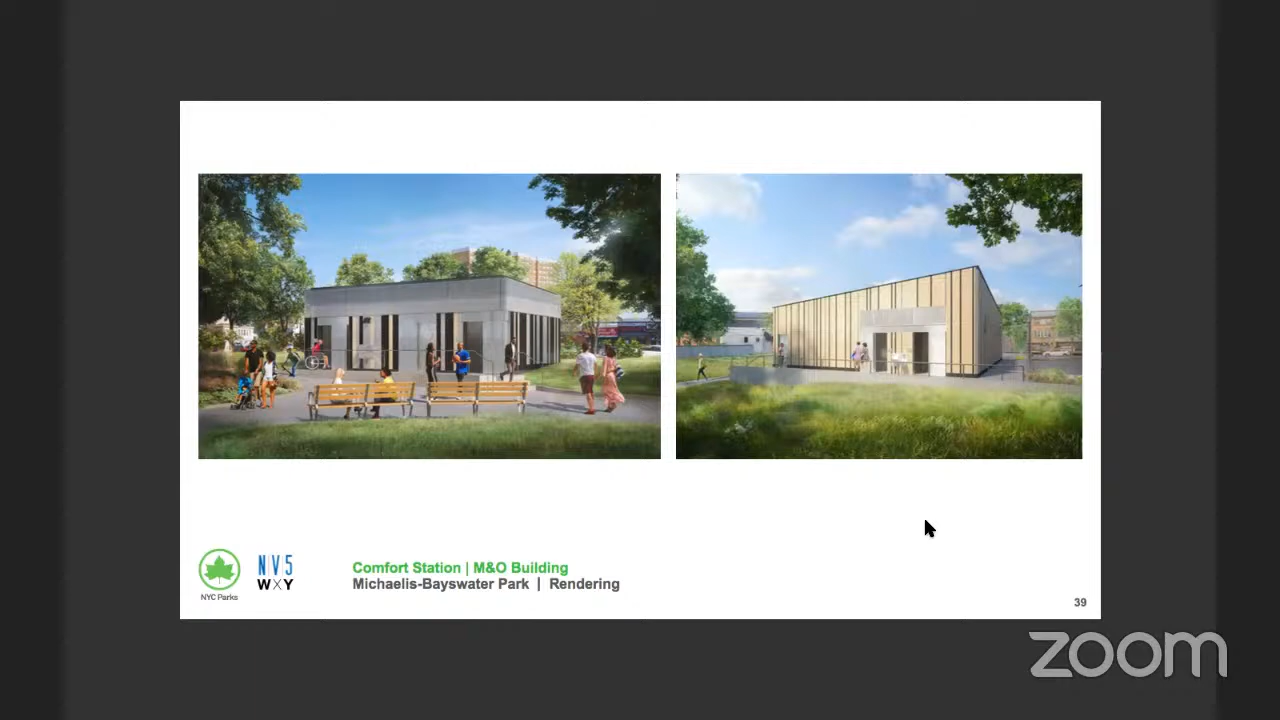 NYC Parks
NV5
WXY
Comfort Station | M&O Building
Michaelis-Bayswater Park | Rendering
39
zoom